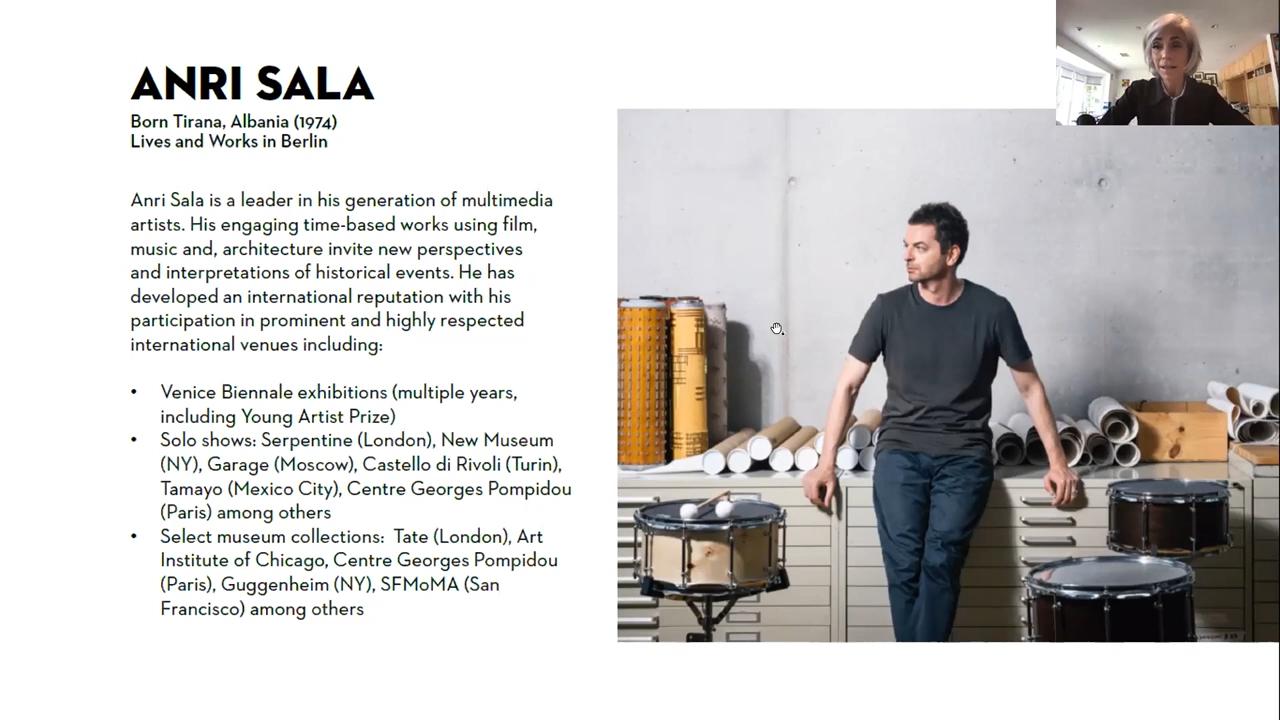 ANRI SALA
Born Tirana, Albania (1974)
Lives and Works in Berlin
Anri Sala is a leader in his generation of multimedia
artists. His engaging time-based works using film,
music and, architecture invite new perspectives
and interpretations of historical events. He has
developed an international reputation with his
participation in prominent and highly respected
international venues including:
• Venice Biennale exhibitions (multiple years,
including Young Artist Prize)
• Solo shows: Serpentine (London), New Museum
(NY), Garage (Moscow), Castello di Rivoli (Turin),
Tamayo (Mexico City), Centre Georges Pompidou
(Paris) among others
• Select museum collections: Tate (London), Art
Institute of Chicago, Centre Georges Pompidou
(Paris), Guggenheim (NY), SFMoMA (San
Francisco) among others